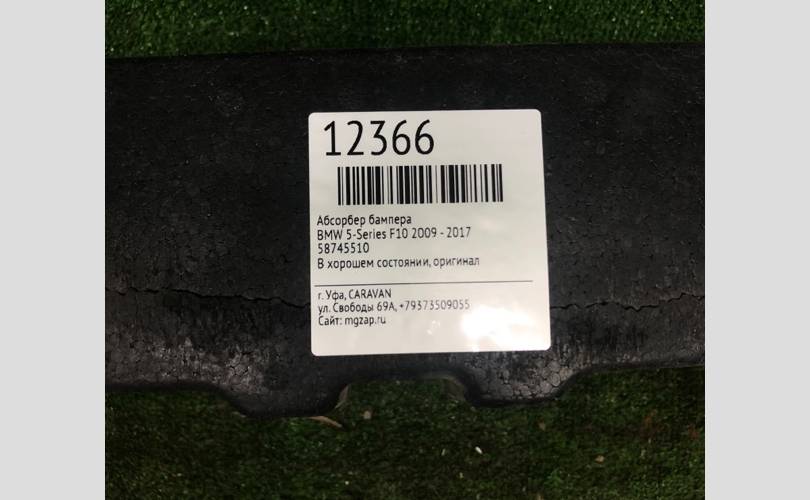 12366
Абсорбер бампера
BMW 5-Series F10 2009 - 2017
58745510
В хорошем состоянии, оригинал
г. Уфа, CARAVAN
ул. Свободы 69А, +79373509055
Сайт: mgzap.ru